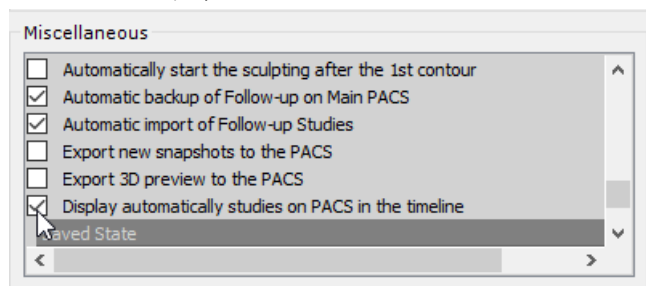 Miscellaneous
Automatically start the sculpting after the 1st contour
Automatic backup of Follow-up on Main PACS
Automatic import of Follow-up Studies
Export new snapshots to the PACS
Export 3D preview to the PACS
Display automatically studies on PACS in the timeline
Saved State